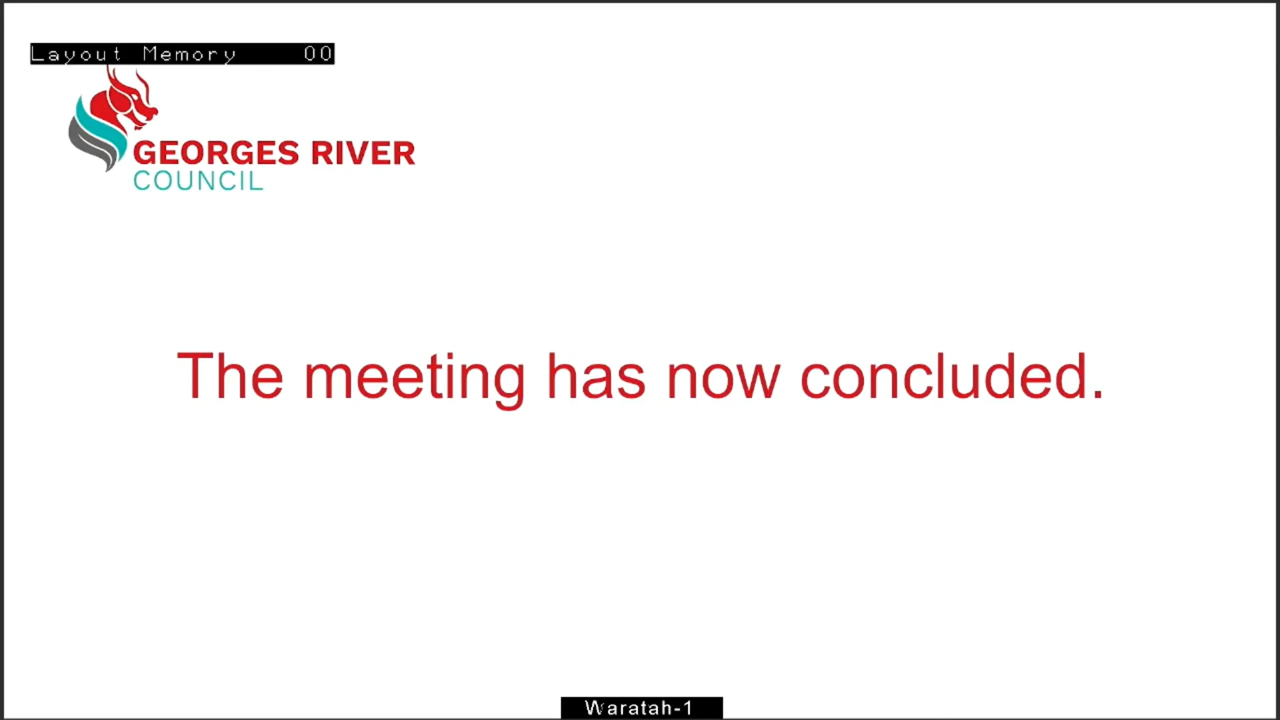 Layout Memory 00
GEORGES RIVER
COUNCIL
The meeting has now concluded.
Waratah-1